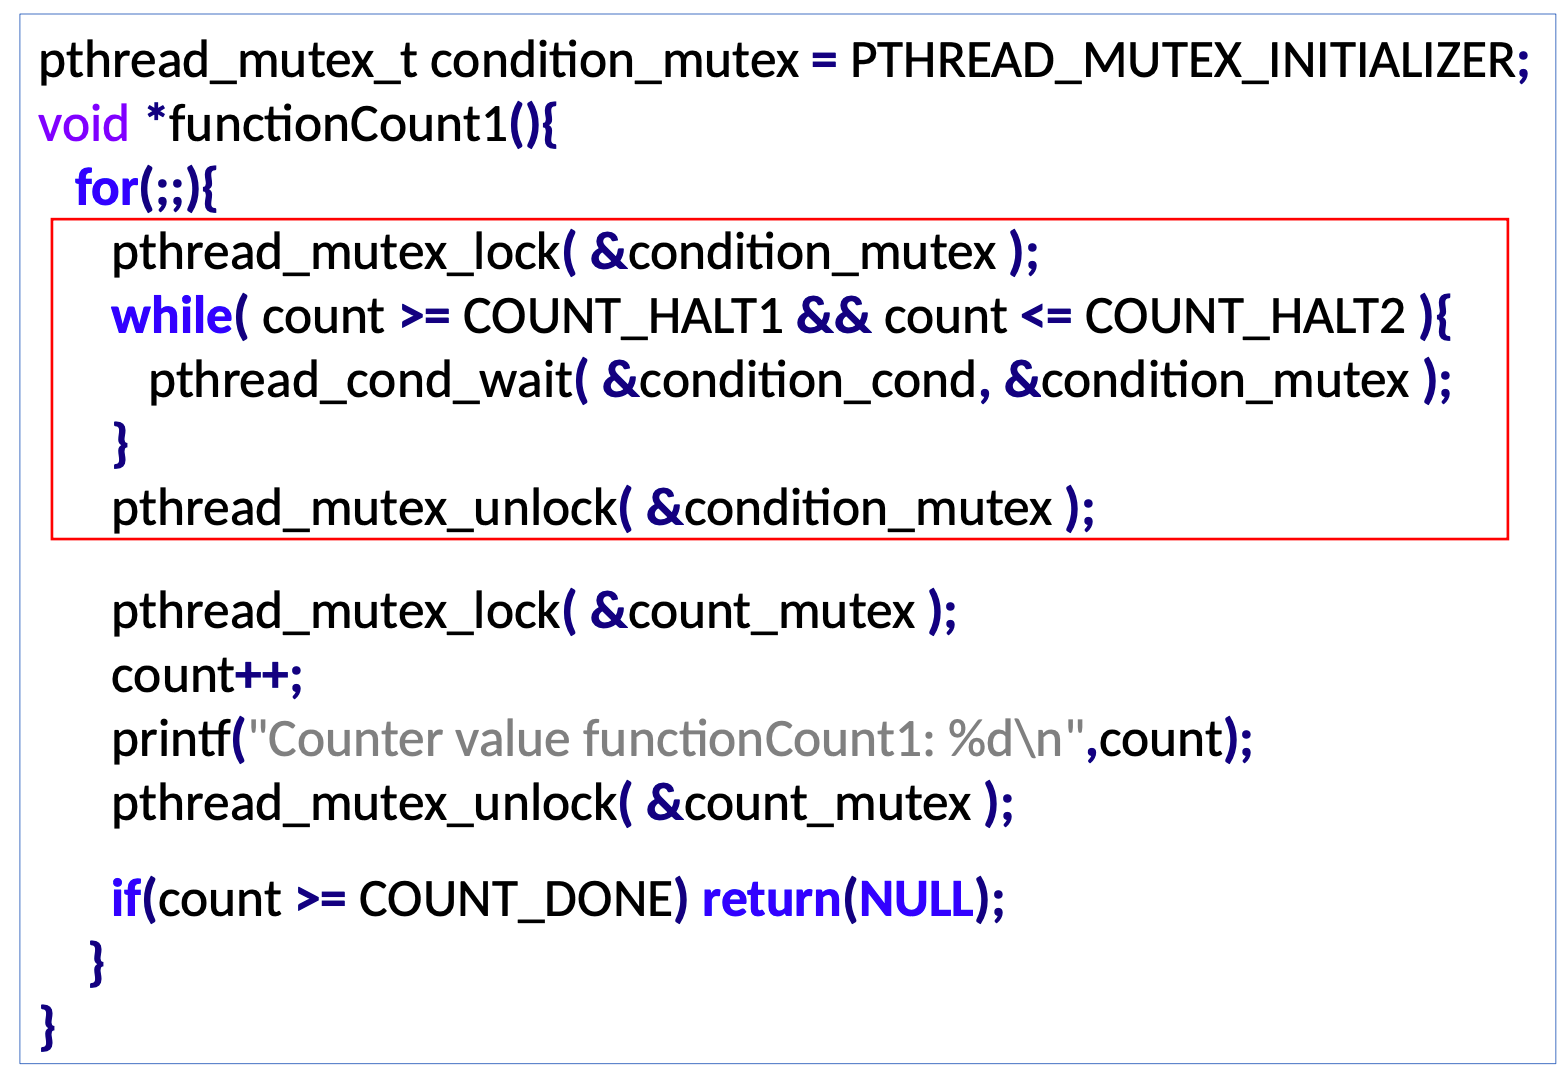 pthread_mutex_t condition_mutex = PTHREAD_MUTEX_INITIALIZER;
void *functionCount1(){
for(;;){
pthread_mutex_lock( &condition_mutex );
while( count >= COUNT_HALT1 && count <= COUNT_HALT2 ){
pthread_cond_wait( &condition_cond, &condition_mutex );
}
pthread_mutex_unlock( &condition_mutex );
pthread_mutex_lock( &count_mutex );
count++;
printf("Counter value functionCount1: %d\n",count);
pthread_mutex_unlock( &count_mutex );
if(count >= COUNT_DONE) return(NULL);
}
}